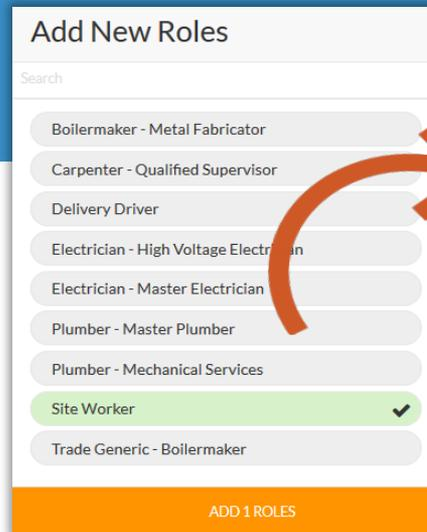 Add New Roles
Search
Boilermaker - Metal Fabricator
Carpenter - Qualified Supervisor
Delivery Driver
Electrician - High Voltage Electrician
Electrician - Master Electrician
Plumber - Master Plumber
Plumber - Mechanical Services
Site Worker
Trade Generic - Boilermaker
ADD 1 ROLES